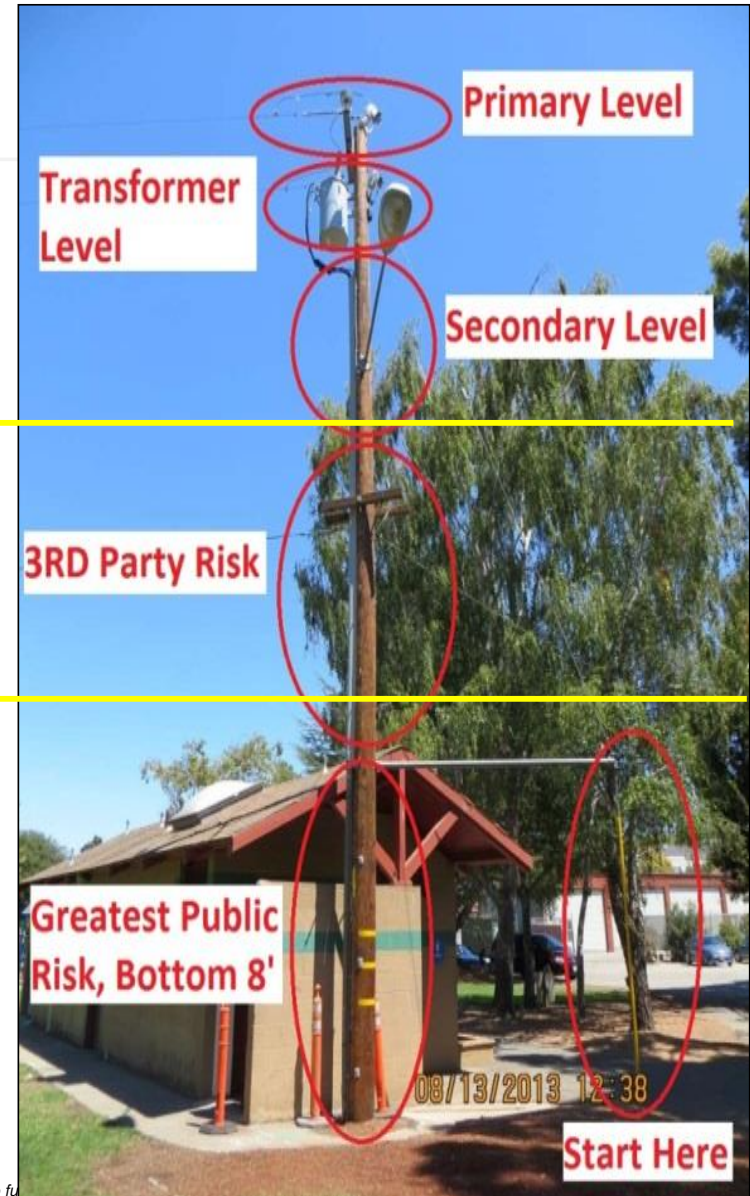 Primary Level
Transformer
Level
Secondary Level
3RD Party Risk
Greatest Public
Risk, Bottom 8'
08/13/2013 12:38
Start Here